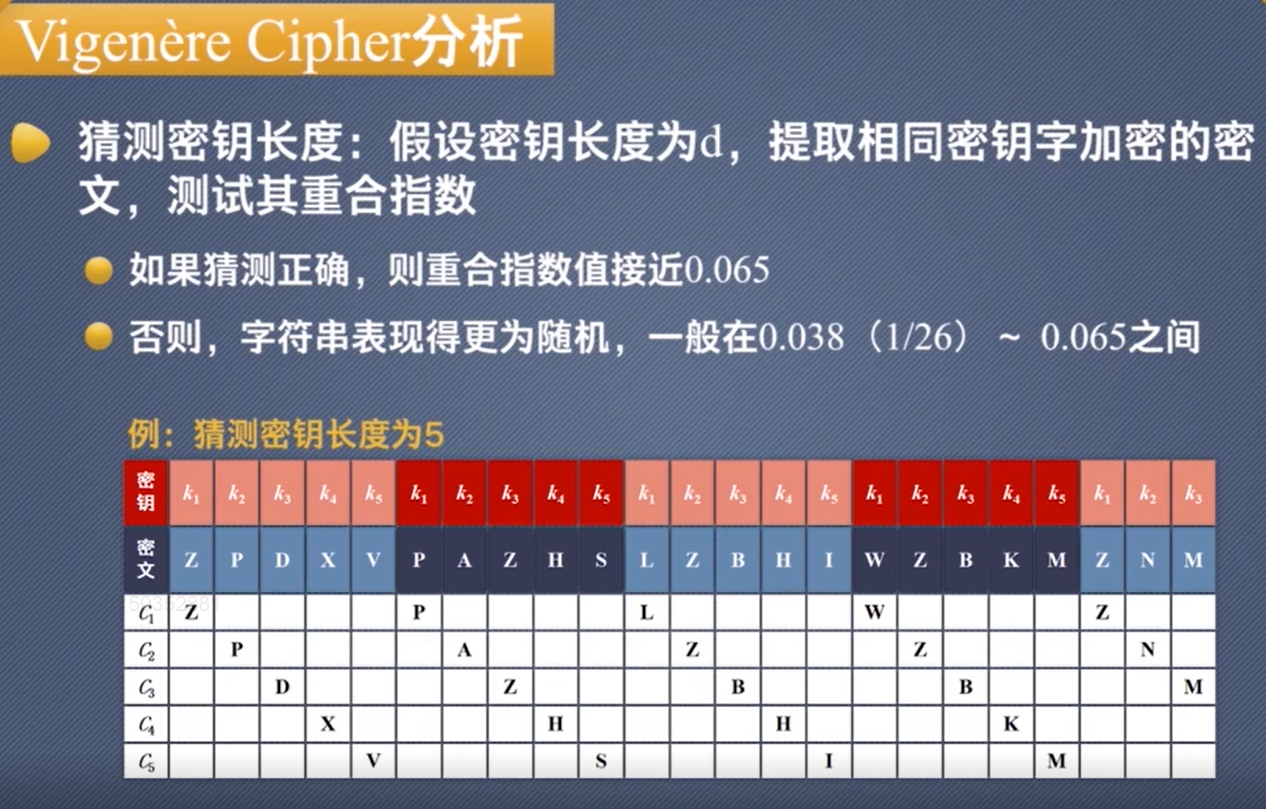 Vigenère Cipher分析
猜测密钥长度：假设密钥长度为d，提取相同密钥字加密的密
文，测试其重合指数
如果猜测正确，则重合指数值接近0.065
否则，字符串表现得更为随机，一般在0.038（1/26）~ 0.065之间
例：猜测密钥长度为5
密钥 k₁ k₂ k₃ k₄ k₅ k₁ k₂ k₃ k₄ k₅ k₁ k₂ k₃ k₄ k₅ k₁ k₂ k₃ k₄ k₅ k₁ k₂ k₃
密文 Z P D X V P A Z H S L Z B H I W Z B K M Z N M
C₁ Z P L W Z
C₂ P A Z Z N
C₃ D Z B B M
C₄ X H H K
C₅ V S I M